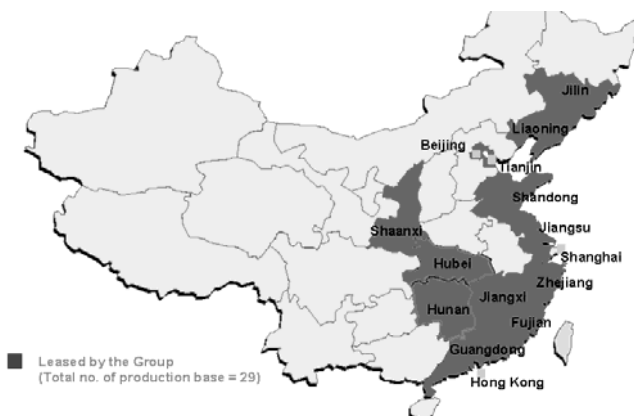 Jilin
Liaoning
Beijing
Tianjin
Shandong
Jiangsu
Shaanxi
Shanghai
Hubei
Zhejiang
Jiangxi
Hunan
Fujian
Guangdong
Leased by the Group
(Total no. of production base = 29)
Hong Kong